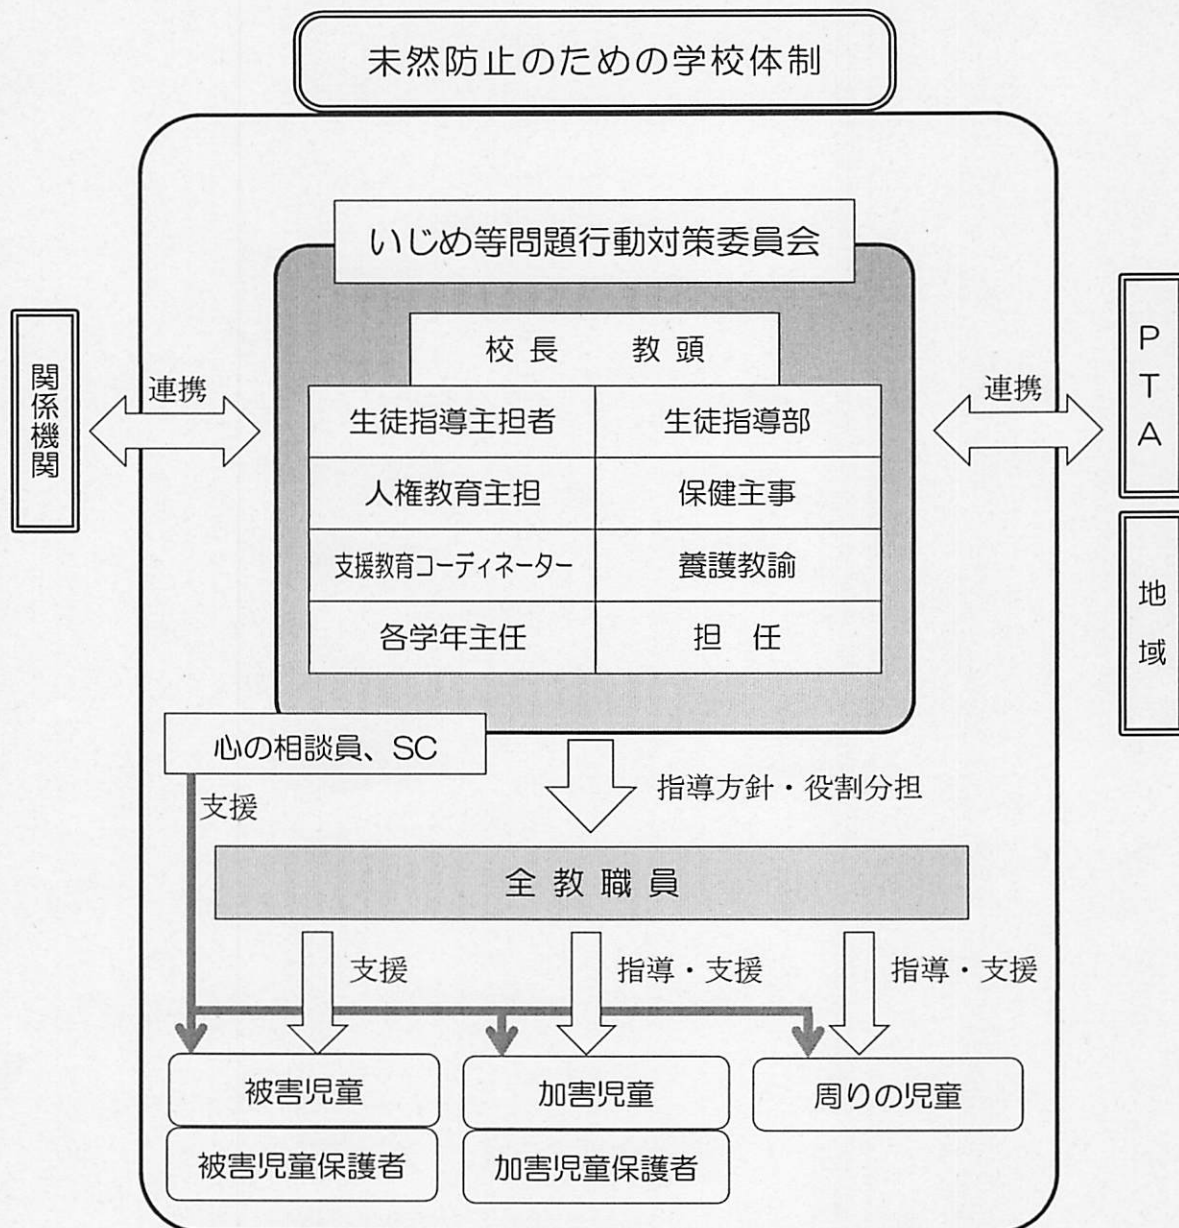 未然防止のための学校体制
いじめ等問題行動対策委員会
校長 教頭
生徒指導主担者 生徒指導部
人権教育主担 保健主事
支援教育コーディネーター 養護教諭
各学年主任 担任
関係機関
連携
連携
PTA
地域
心の相談員、SC
支援
指導方針・役割分担
全教職員
支援
指導・支援
指導・支援
被害児童
加害児童
周りの児童
被害児童保護者
加害児童保護者